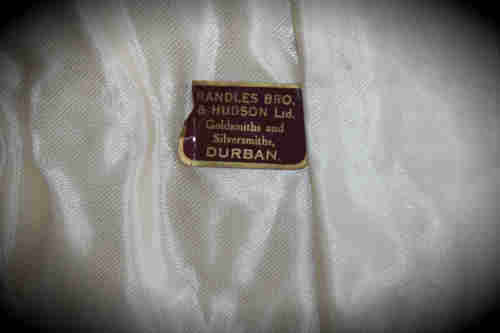 RANDLES BRO.
& HUDSON Ltd.
Goldsmiths and
Silversmiths,
DURBAN.